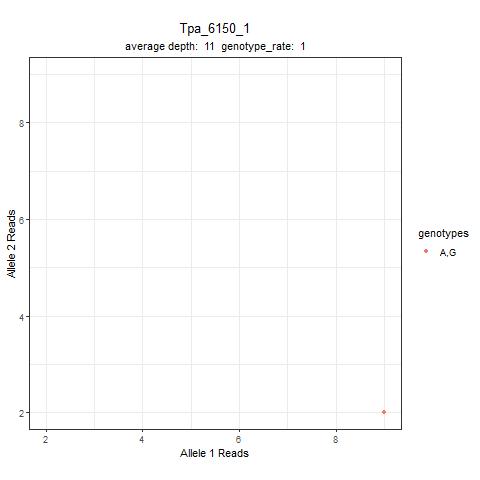 Tpa_6150_1
average depth: 11 genotype_rate: 1
Allele 2 Reads
8
6
4
2
2 4 6 8
Allele 1 Reads
genotypes
A,G